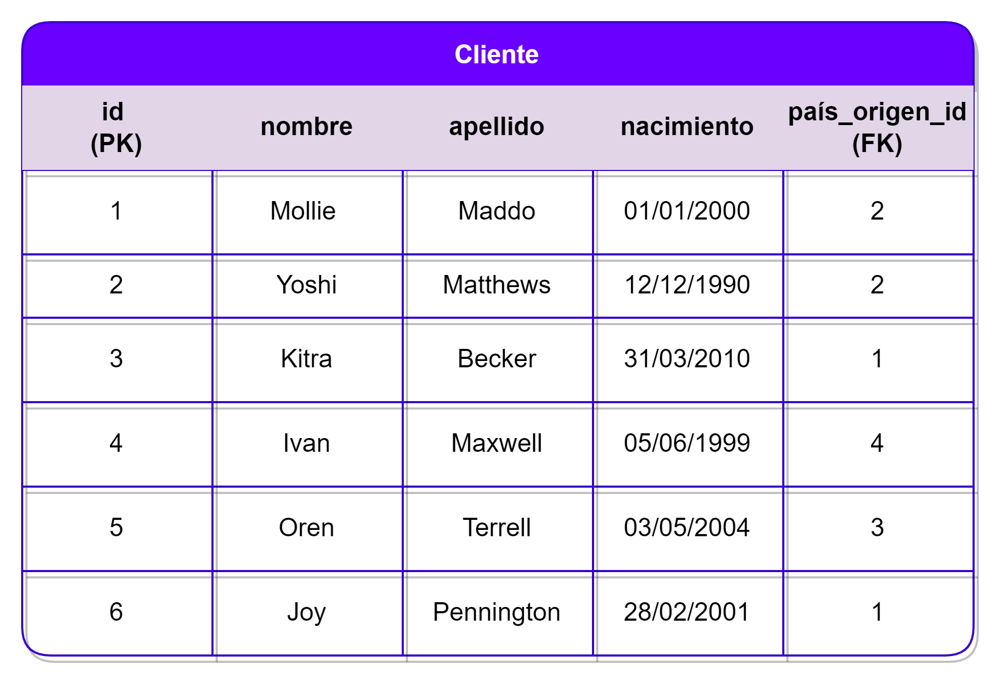 Cliente
id
(PK)
nombre
apellido
nacimiento
país_origen_id
(FK)
1 Mollie Maddo 01/01/2000 2
2 Yoshi Matthews 12/12/1990 2
3 Kitra Becker 31/03/2010 1
4 Ivan Maxwell 05/06/1999 4
5 Oren Terrell 03/05/2004 3
6 Joy Pennington 28/02/2001 1